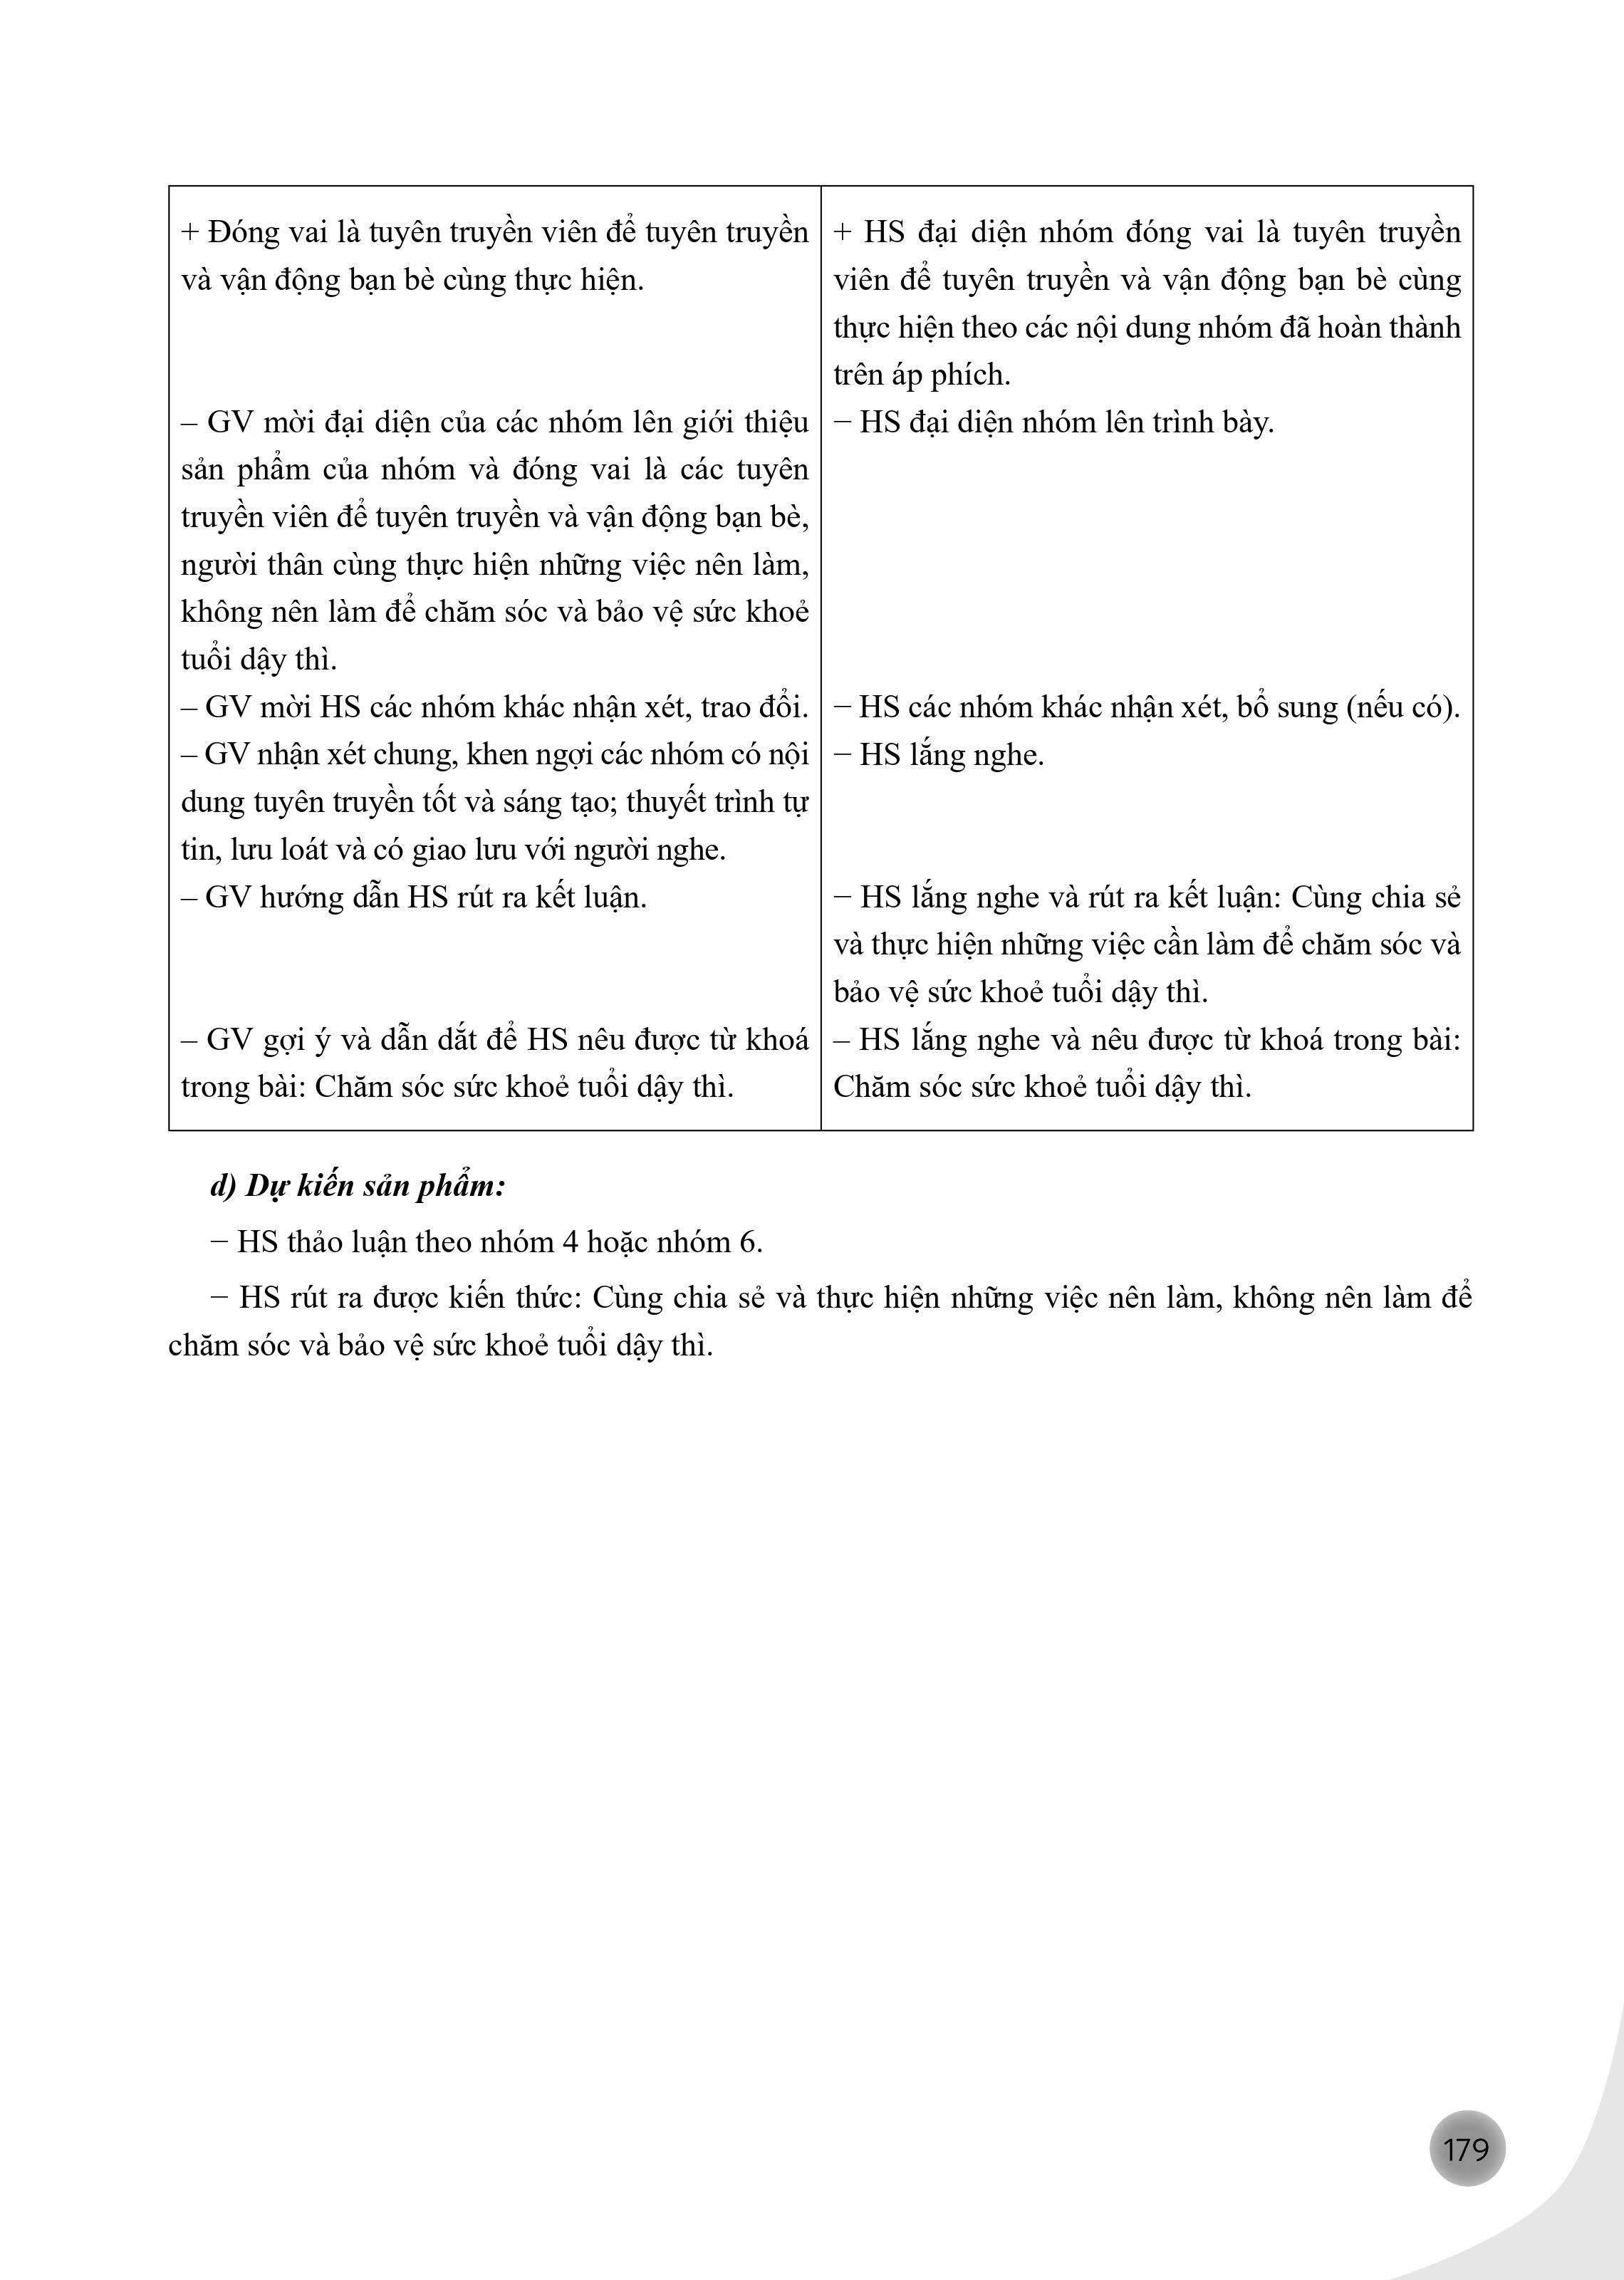 + Đóng vai là tuyên truyền viên để tuyên truyền
và vận động bạn bè cùng thực hiện.
+ HS đại diện nhóm đóng vai là tuyên truyền
viên để tuyên truyền và vận động bạn bè cùng
thực hiện theo các nội dung nhóm đã hoàn thành
trên áp phích.
– GV mời đại diện của các nhóm lên giới thiệu
sản phẩm của nhóm và đóng vai là các tuyên
truyền viên để tuyên truyền và vận động bạn bè,
người thân cùng thực hiện những việc nên làm,
không nên làm để chăm sóc và bảo vệ sức khoẻ
tuổi dậy thì.
− HS đại diện nhóm lên trình bày.
– GV mời HS các nhóm khác nhận xét, trao đổi.
− HS các nhóm khác nhận xét, bổ sung (nếu có).
– GV nhận xét chung, khen ngợi các nhóm có nội
dung tuyên truyền tốt và sáng tạo; thuyết trình tự
tin, lưu loát và có giao lưu với người nghe.
− HS lắng nghe.
– GV hướng dẫn HS rút ra kết luận.
− HS lắng nghe và rút ra kết luận: Cùng chia sẻ
và thực hiện những việc cần làm để chăm sóc và
bảo vệ sức khoẻ tuổi dậy thì.
– GV gợi ý và dẫn dắt để HS nêu được từ khoá
trong bài: Chăm sóc sức khoẻ tuổi dậy thì.
– HS lắng nghe và nêu được từ khoá trong bài:
Chăm sóc sức khoẻ tuổi dậy thì.
d) Dự kiến sản phẩm:
− HS thảo luận theo nhóm 4 hoặc nhóm 6.
− HS rút ra được kiến thức: Cùng chia sẻ và thực hiện những việc nên làm, không nên làm để
chăm sóc và bảo vệ sức khoẻ tuổi dậy thì.
179